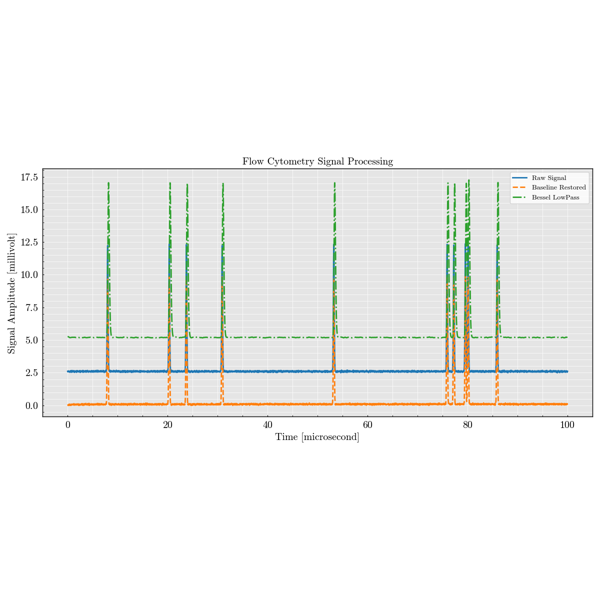 Flow Cytometry Signal Processing
Raw Signal
Baseline Restored
Bessel LowPass
Signal Amplitude [millivolt]
17.5
15.0
12.5
10.0
7.5
5.0
2.5
0.0
0 20 40 60 80 100
Time [microsecond]